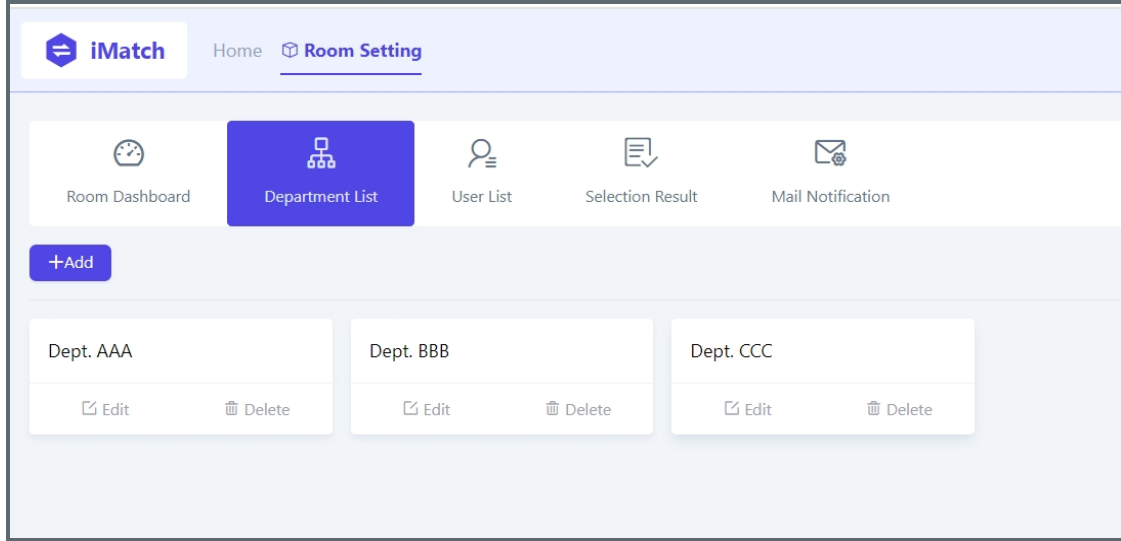 iMatch Home Room Setting
Room Dashboard Department List User List Selection Result Mail Notification
+Add
Dept. AAA Dept. BBB Dept. CCC
Edit Delete Edit Delete Edit Delete